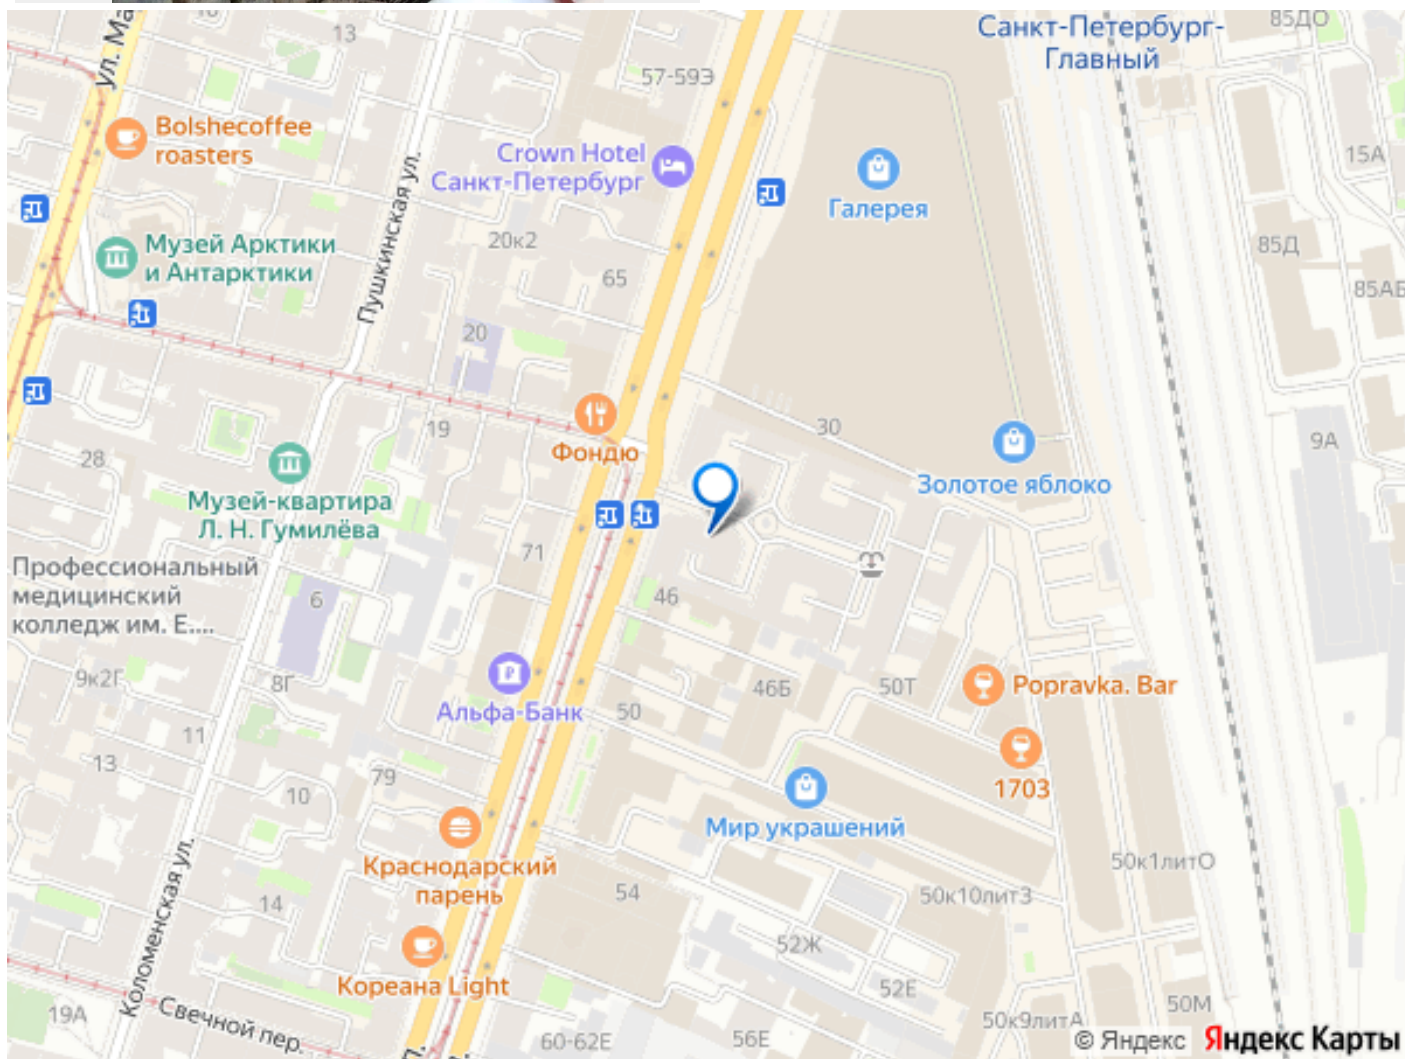 16
13
85ДО
Санкт-Петербург-
Главный
ул. Ма
57-59Э
Bolshecoffee
roasters
Crown Hotel
Санкт-Петербург
15А
Пушкинская ул.
Галерея
Музей Арктики
и Антарктики
20к2
85Д
65
85АБ
20
30
19
Фондю
9А
28
Золотое яблоко
Музей-квартира
Л. Н. Гумилёва
71
Профессиональный
медицинский
колледж им. Е....
6
46
9к2Г
8Г
46Б
50Т
Popravka. Bar
Альфа-Банк
50
11
13
79
10
1703
Мир украшений
Краснодарский
парень
50к1литО
54
50к10лит3
14
Коломенская ул.
52Ж
Кореана Light
52Е
50М
19А
Свечной пер.
50к9литА
60-62Е
56Е
п.
© Яндекс Яндекс Карты